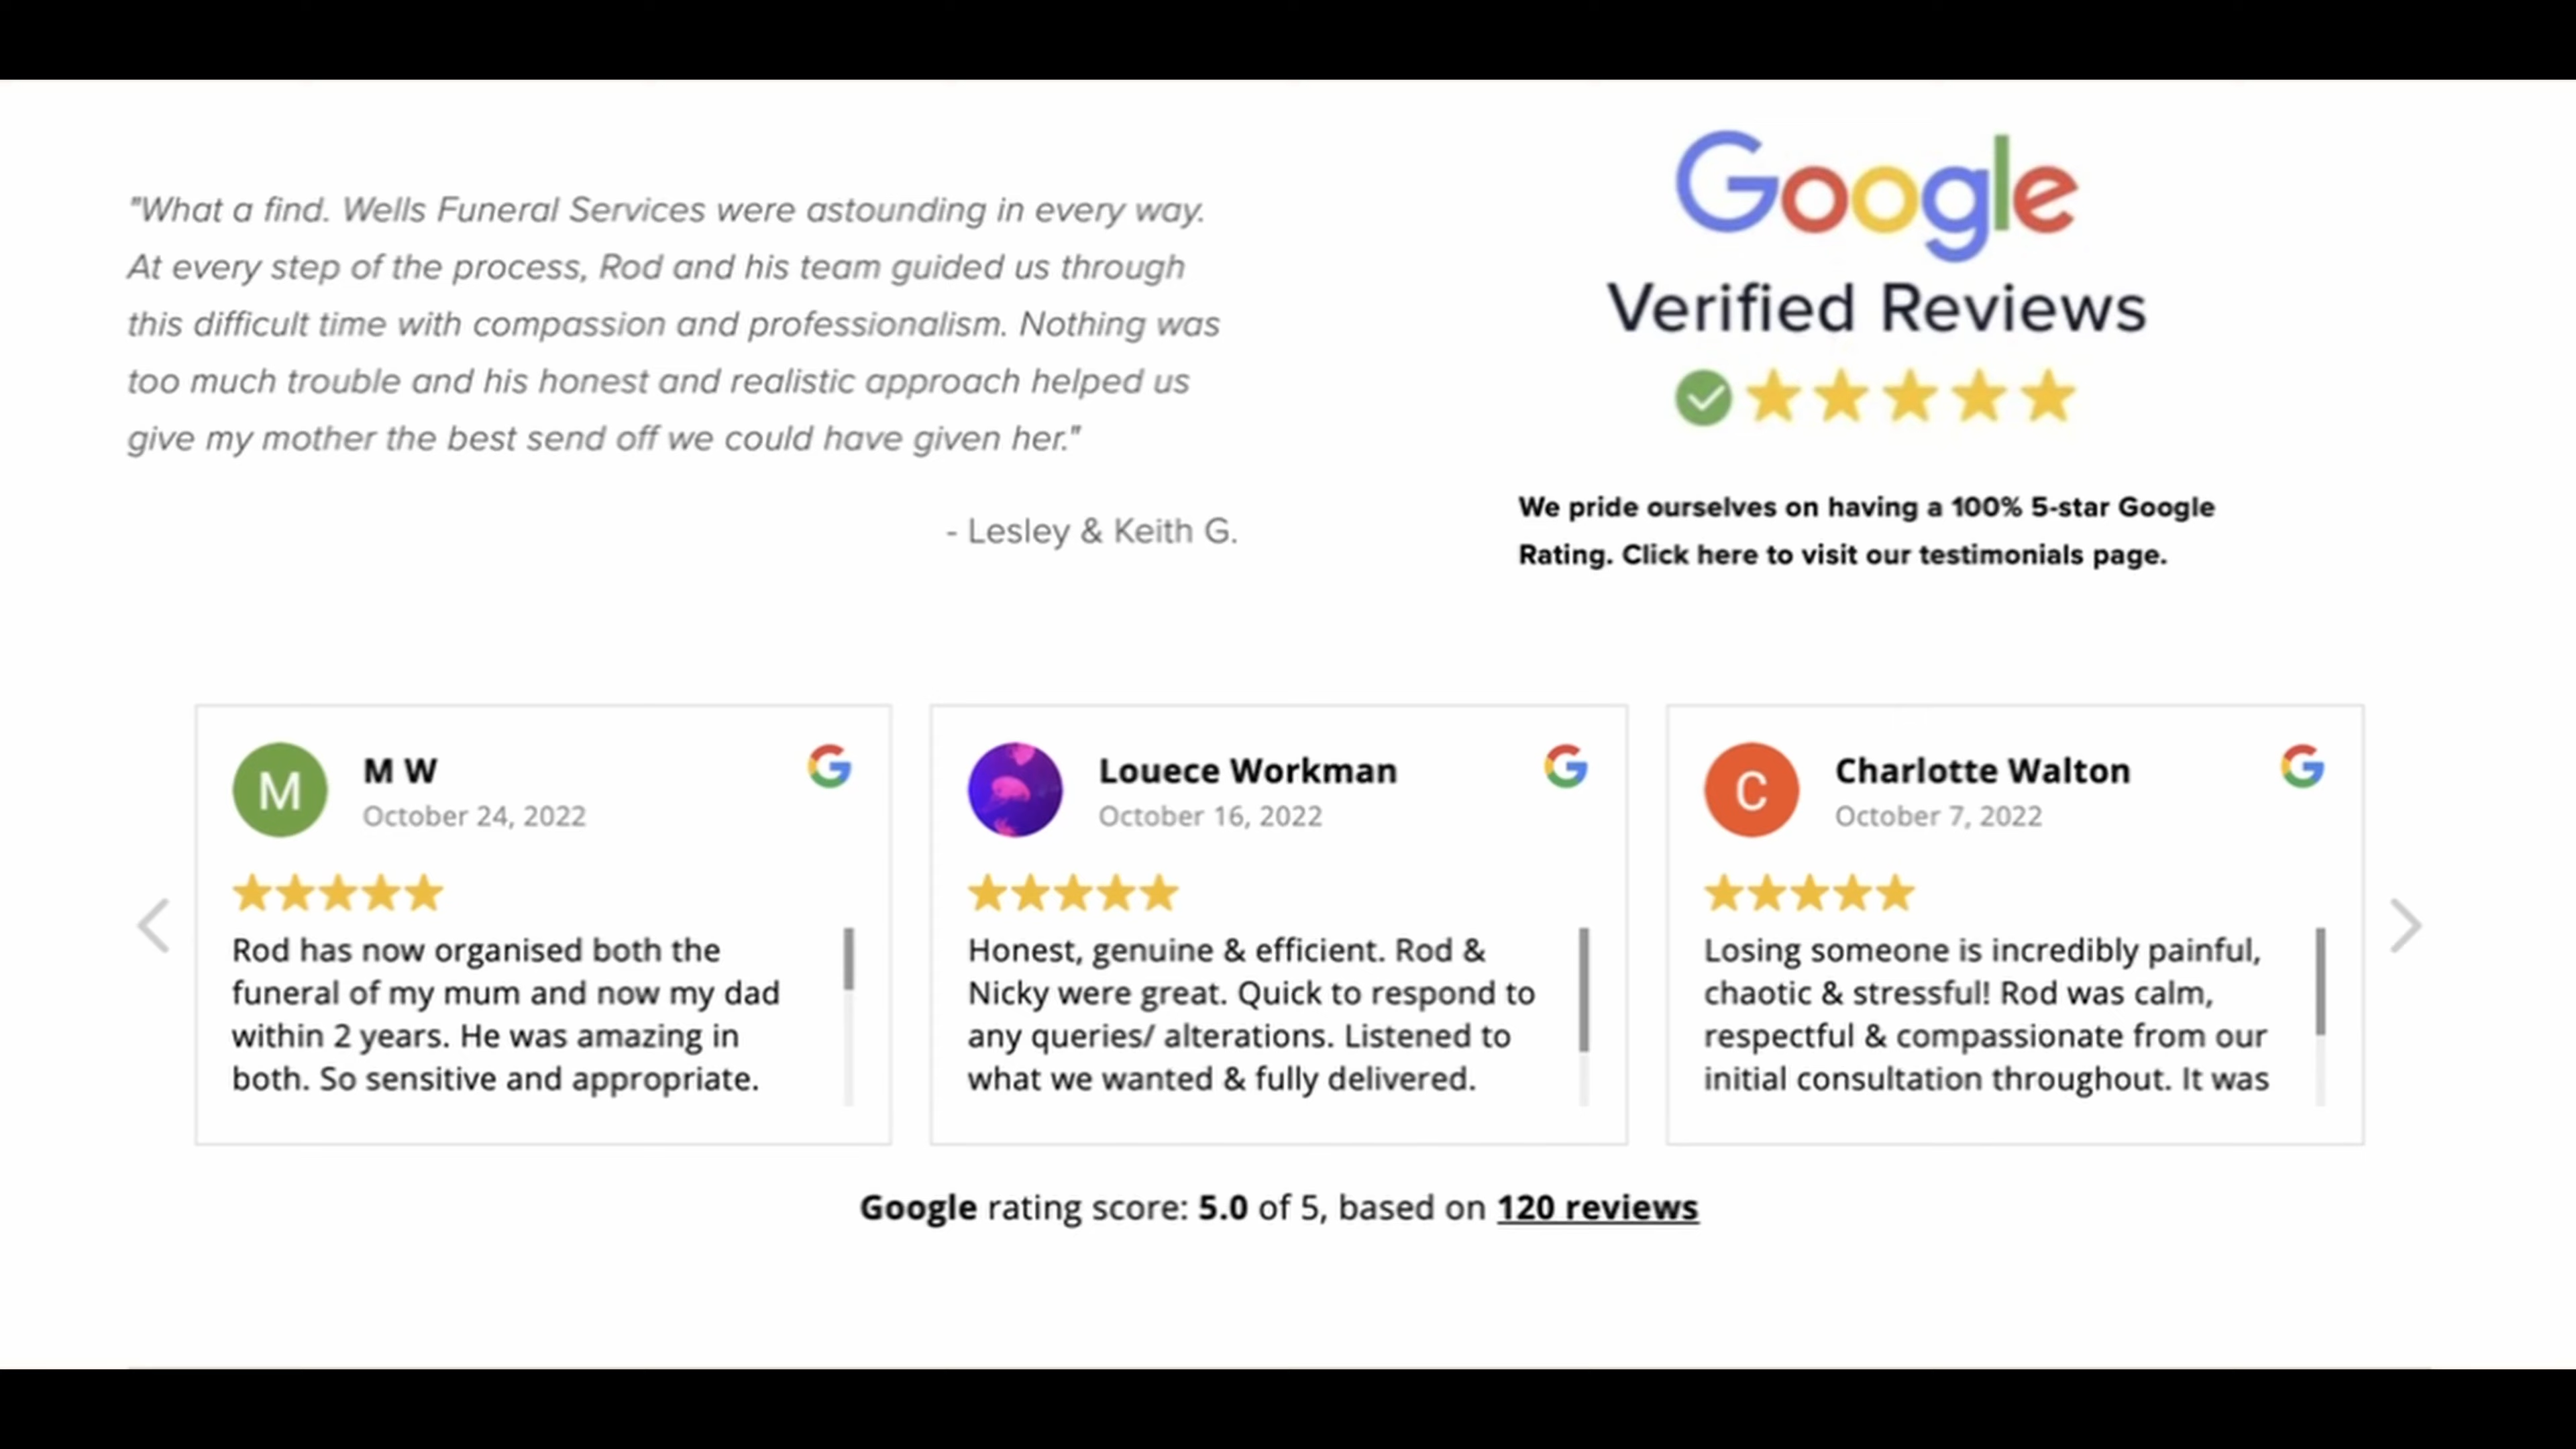 "What a find. Wells Funeral Services were astounding in every way.
At every step of the process, Rod and his team guided us through
this difficult time with compassion and professionalism. Nothing was
too much trouble and his honest and realistic approach helped us
give my mother the best send off we could have given her."
- Lesley & Keith G.
Google
Verified Reviews
We pride ourselves on having a 100% 5-star Google
Rating. Click here to visit our testimonials page.
M
M W
October 24, 2022
Rod has now organised both the
funeral of my mum and now my dad
within 2 years. He was amazing in
both. So sensitive and appropriate.
Louece Workman
October 16, 2022
Honest, genuine & efficient. Rod &
Nicky were great. Quick to respond to
any queries/ alterations. Listened to
what we wanted & fully delivered.
C
Charlotte Walton
October 7, 2022
Losing someone is incredibly painful,
chaotic & stressful! Rod was calm,
respectful & compassionate from our
initial consultation throughout. It was
Google rating score: 5.0 of 5, based on 120 reviews